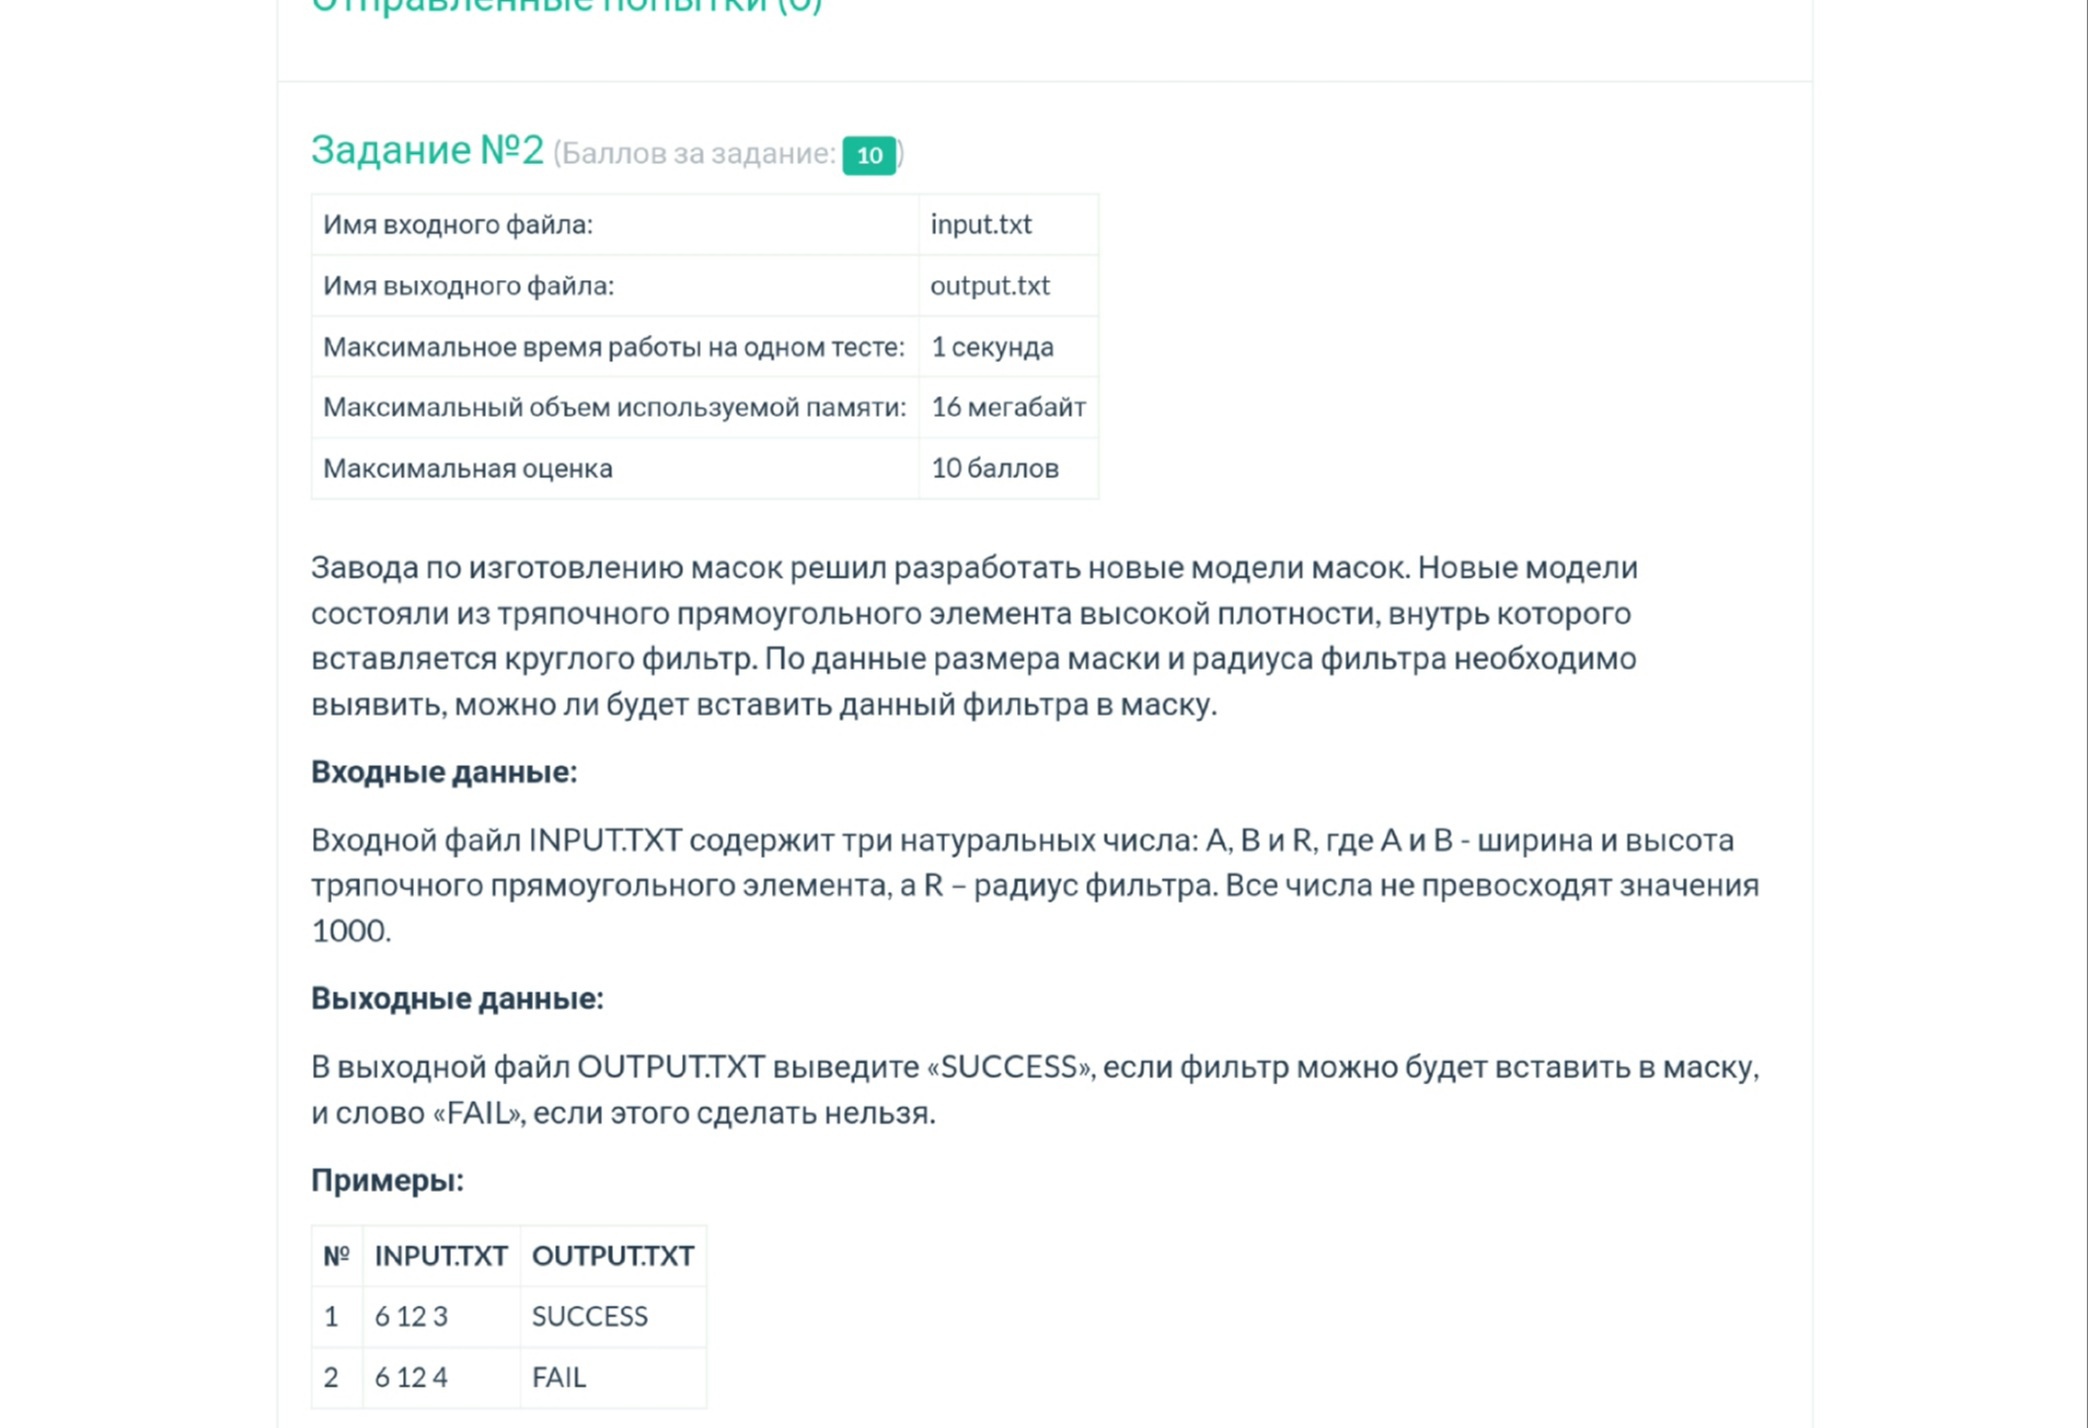 Отправленные попытки (0)
Задание №2 (Баллов за задание: 10)
Имя входного файла: input.txt
Имя выходного файла: output.txt
Максимальное время работы на одном тесте: 1 секунда
Максимальный объем используемой памяти: 16 мегабайт
Максимальная оценка 10 баллов
Завода по изготовлению масок решил разработать новые модели масок. Новые модели
состояли из тряпочного прямоугольного элемента высокой плотности, внутрь которого
вставляется круглого фильтр. По данные размера маски и радиуса фильтра необходимо
выявить, можно ли будет вставить данный фильтра в маску.
Входные данные:
Входной файл INPUT.TXT содержит три натуральных числа: A, B и R, где A и B - ширина и высота
тряпочного прямоугольного элемента, а R – радиус фильтра. Все числа не превосходят значения
1000.
Выходные данные:
В выходной файл OUTPUT.TXT выведите «SUCCESS», если фильтр можно будет вставить в маску,
и слово «FAIL», если этого сделать нельзя.
Примеры:
№ INPUT.TXT OUTPUT.TXT
1 6 12 3 SUCCESS
2 6 12 4 FAIL